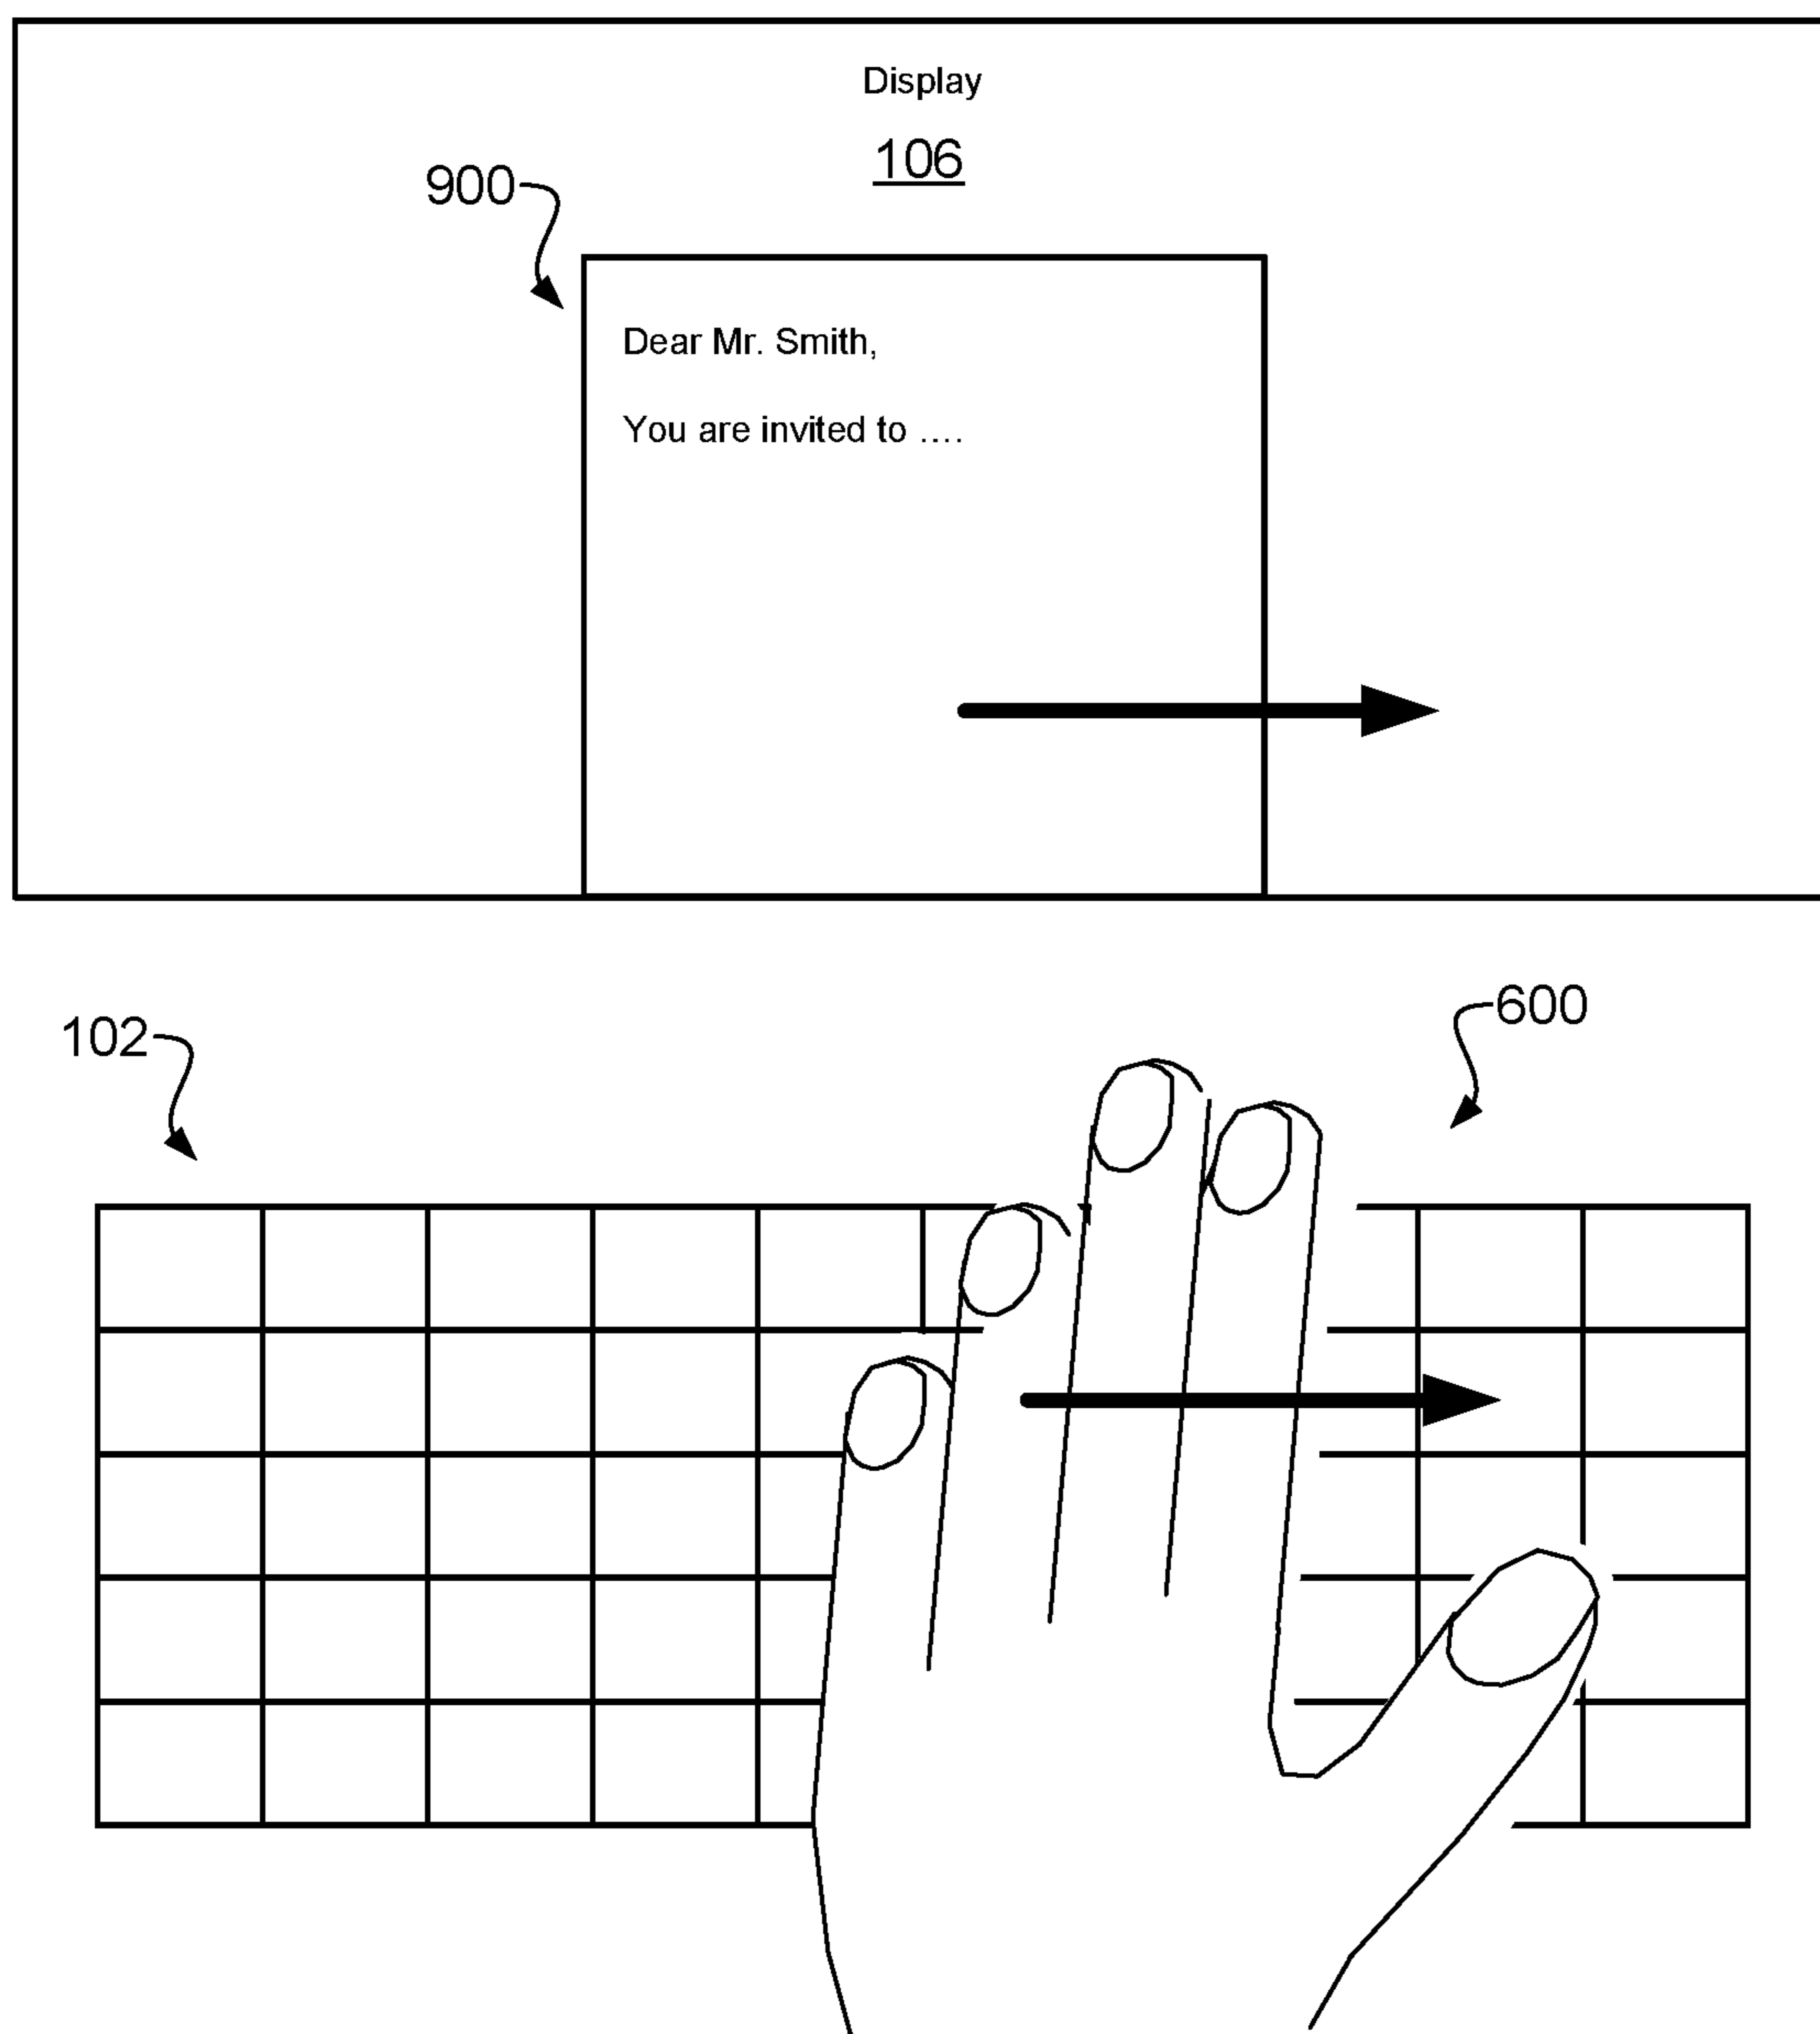 Display
106
900
Dear Mr. Smith,
You are invited to ....
102
600